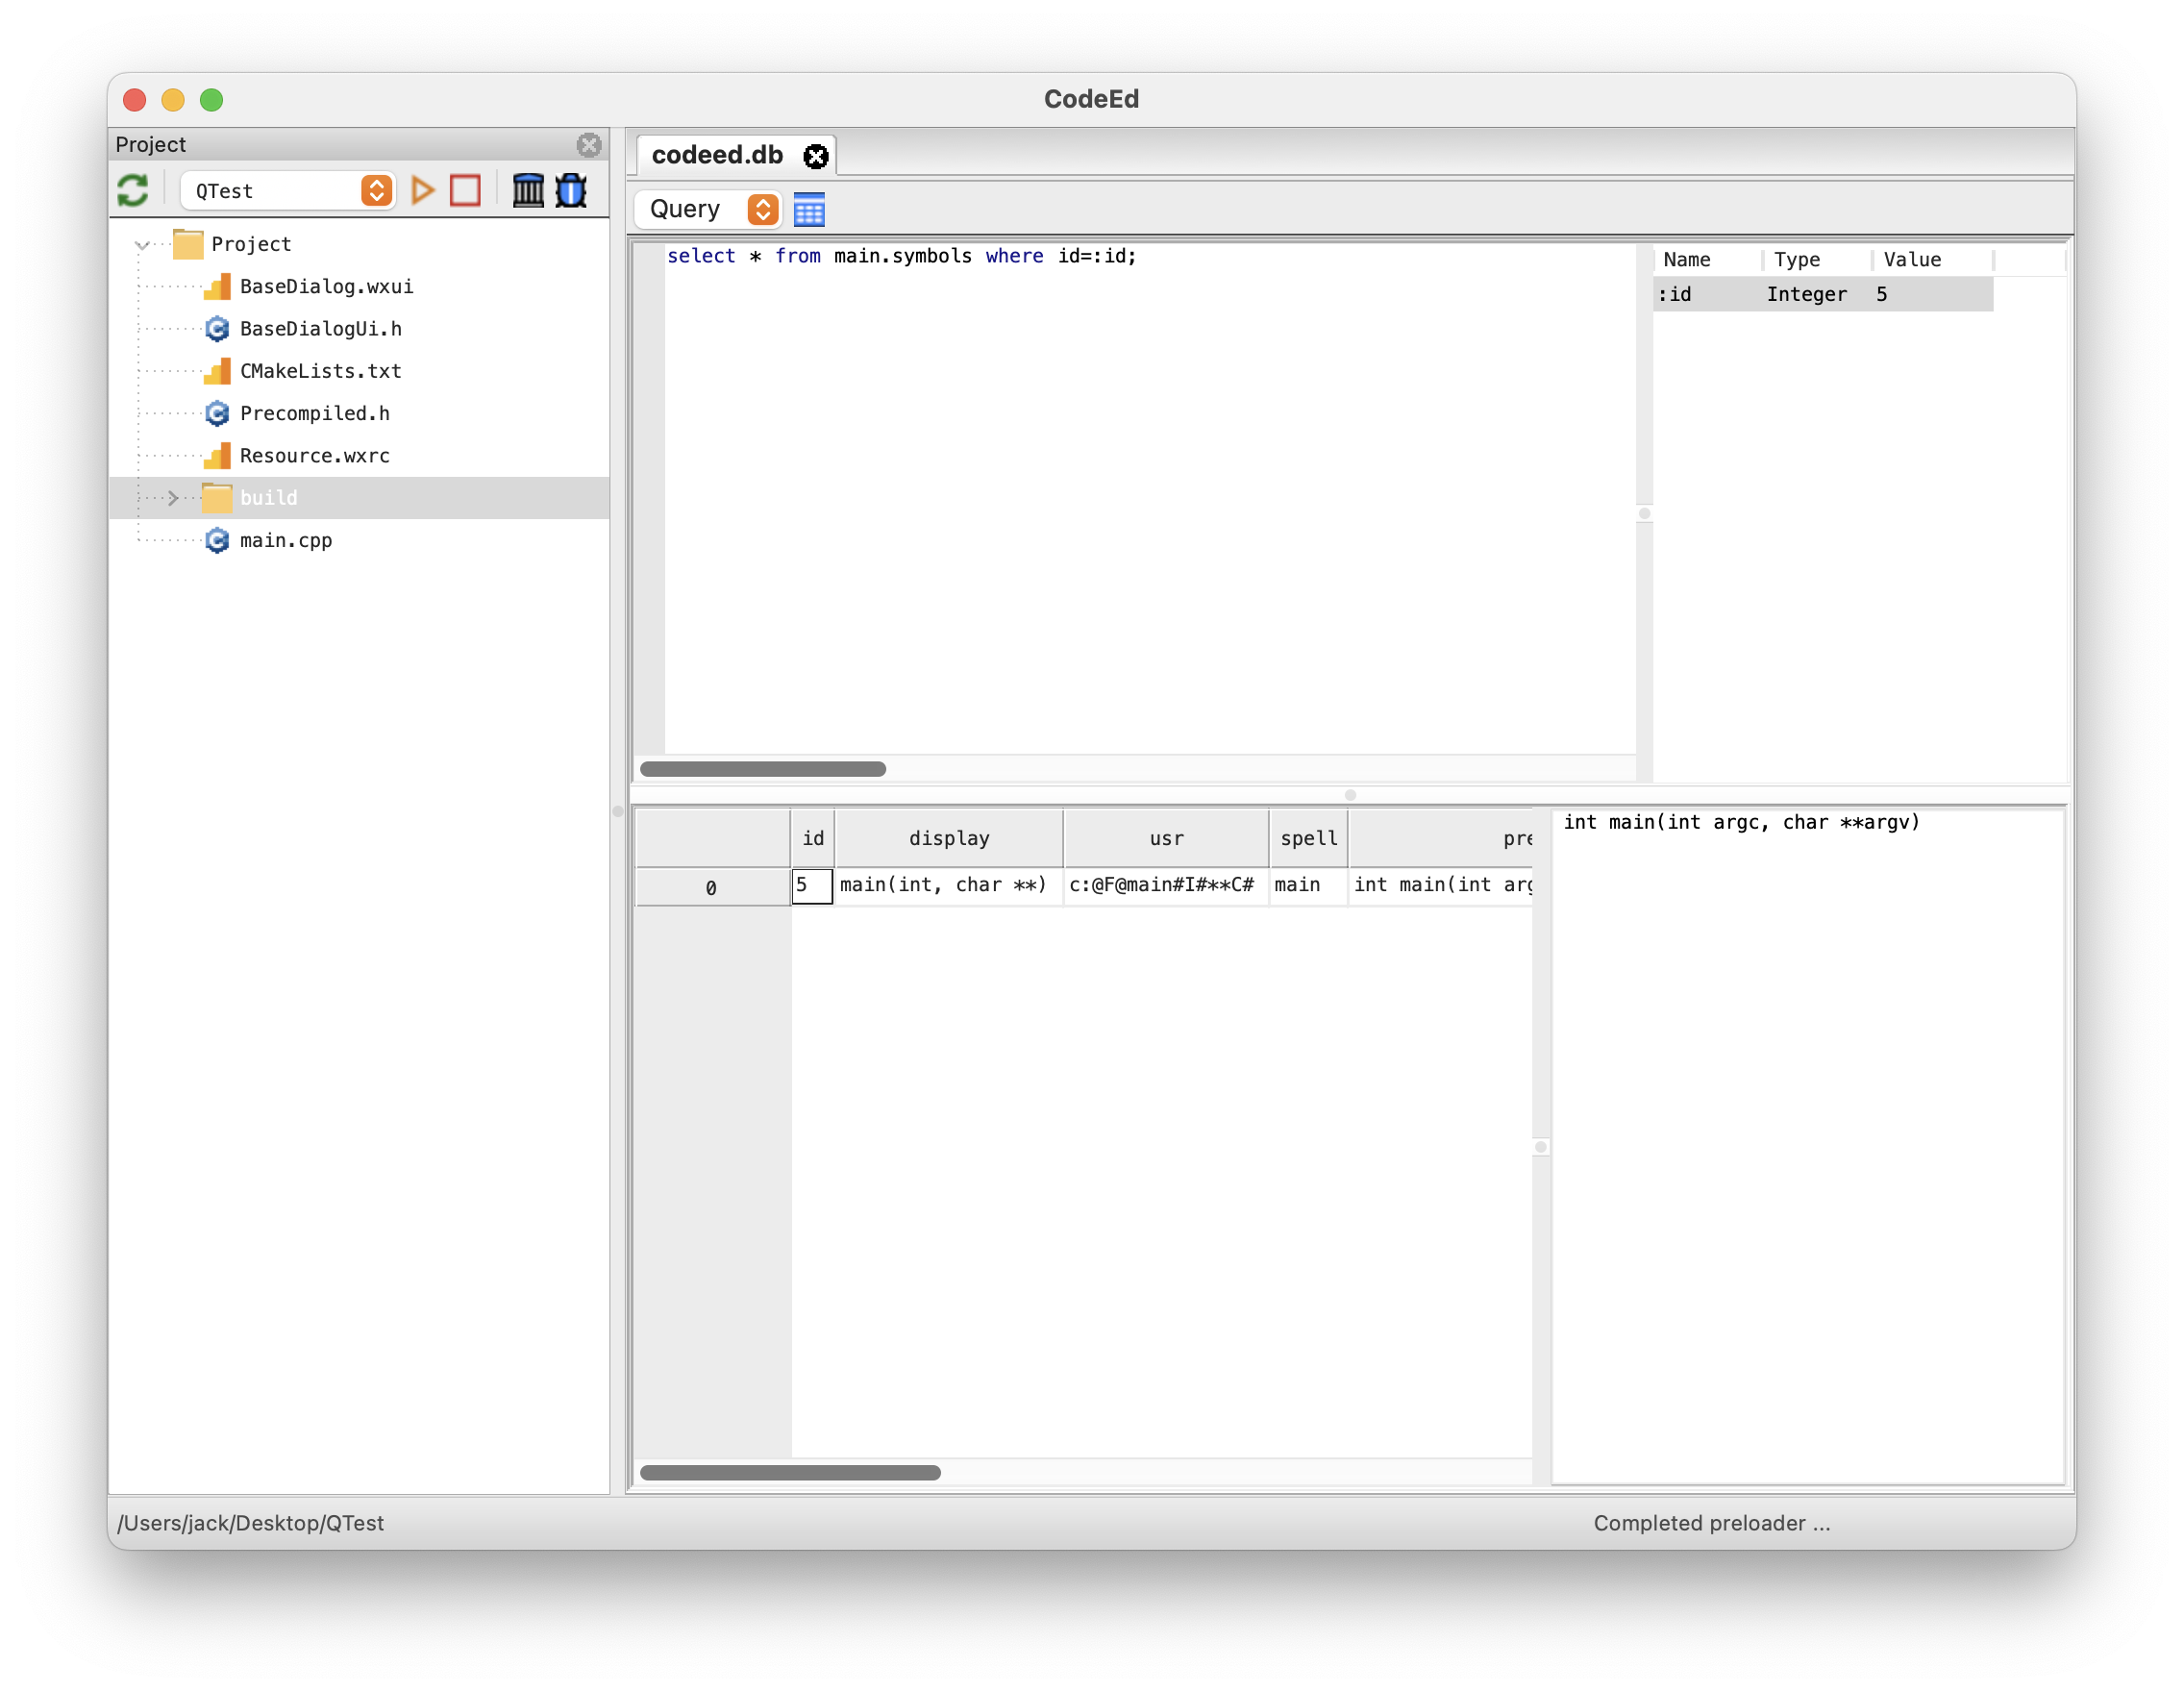 CodeEd
Project
QTest
Project
BaseDialog.wxui
BaseDialogUi.h
CMakeLists.txt
Precompiled.h
Resource.wxrc
build
main.cpp
codeed.db
Query
select * from main.symbols where id=:id;
Name Type Value
:id Integer 5
id display usr spell pre
0 5 main(int, char **) c:@F@main#I#**C# main int main(int arg
int main(int argc, char **argv)
/Users/jack/Desktop/QTest
Completed preloader ...